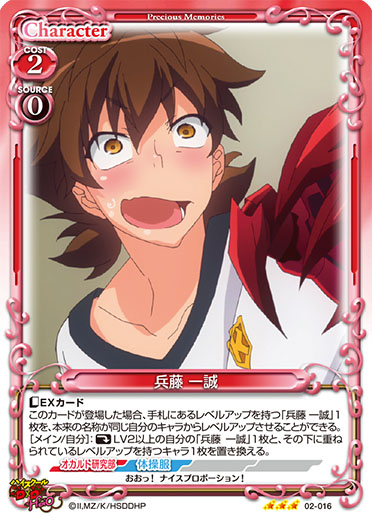 Precious Memories
Character
COST
2
SOURCE
0
兵藤 一誠
EXカード
このカードが登場した場合、手札にあるレベルアップを持つ「兵藤 一誠」1
枚を、本来の名称が同じ自分のキャラからレベルアップさせることができる。
[メイン/自分]: LV2以上の自分の「兵藤 一誠」1枚と、その下に重ね
られているレベルアップを持つキャラ1枚を置き換える。
オカルト研究部 体操服
おおっ! ナイスプロポーション!
ハイスクール
©II,MZ/K/HSDDHP
02-016